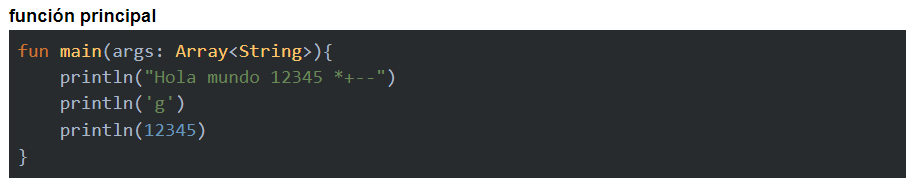 función principal
fun main(args: Array<String>){
    println("Hola mundo 12345 *+--")
    println('g')
    println(12345)
}